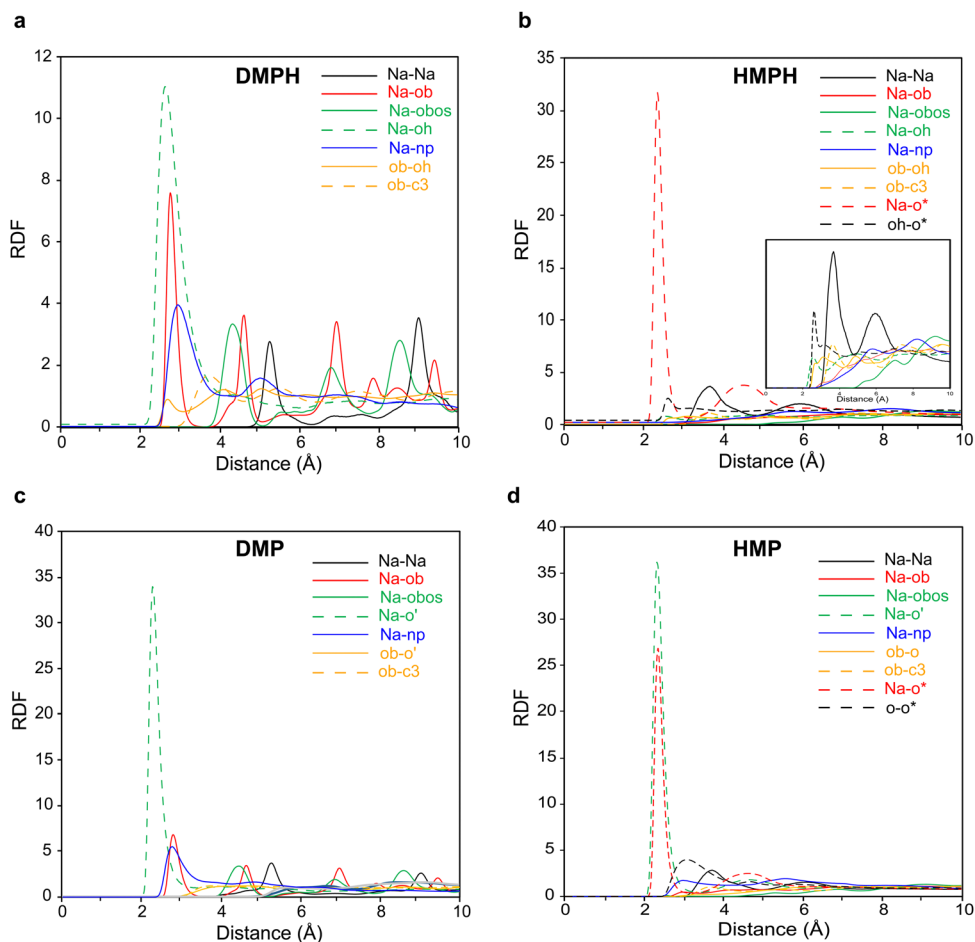 a
DMPH
12
10
8
6
4
2
0
RDF
Na-Na
Na-ob
Na-obos
Na-oh
Na-np
ob-oh
ob-c3
0 2 4 6 8 10
Distance (Å)
b
HMPH
35
30
25
20
15
10
5
0
RDF
Na-Na
Na-ob
Na-obos
Na-oh
Na-np
ob-oh
ob-c3
Na-o*
oh-o*
0 2 4 6 8 10
Distance (Å)
0 2 4 6 8 10
Distance (Å)
c
DMP
40
35
30
25
20
15
10
5
0
RDF
Na-Na
Na-ob
Na-obos
Na-o'
Na-np
ob-o'
ob-c3
0 2 4 6 8 10
Distance (Å)
d
HMP
40
35
30
25
20
15
10
5
0
RDF
Na-Na
Na-ob
Na-obos
Na-o'
Na-np
ob-o
ob-c3
Na-o*
o-o*
0 2 4 6 8 10
Distance (Å)